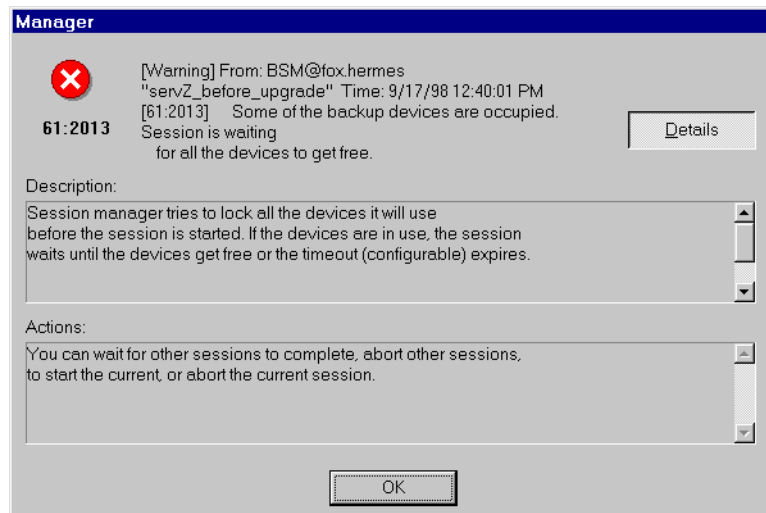 Manager
[Warning] From: BSM@fox.hermes
"servZ_before_upgrade" Time: 9/17/98 12:40:01 PM
[61:2013] Some of the backup devices are occupied.
61:2013
Session is waiting
for all the devices to get free.
Details
Description:
Session manager tries to lock all the devices it will use
before the session is started. If the devices are in use, the session
waits until the devices get free or the timeout (configurable) expires.
Actions:
You can wait for other sessions to complete, abort other sessions,
to start the current, or abort the current session.
OK